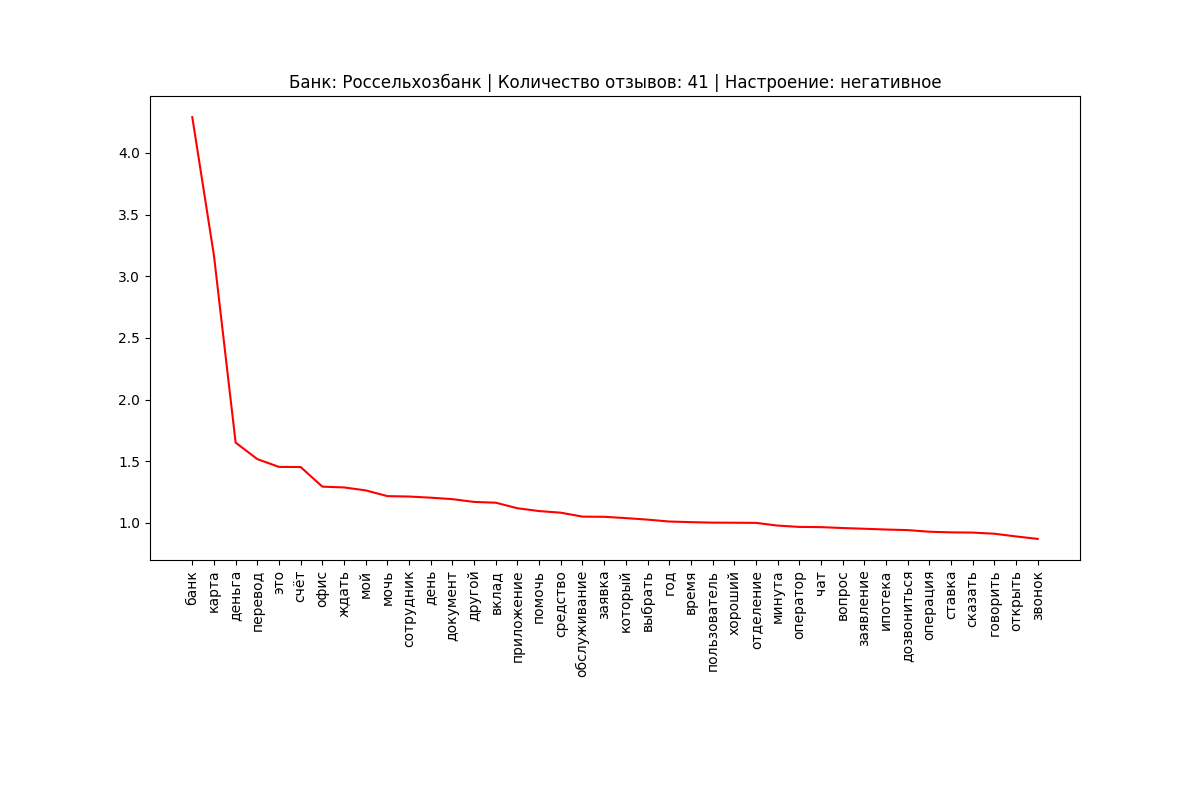 Банк: Россельхозбанк | Количество отзывов: 41 | Настроение: негативное
4.0
3.5
3.0
2.5
2.0
1.5
1.0
банк
карта
деньга
перевод
это
счёт
офис
ждать
мой
мочь
сотрудник
день
документ
другой
вклад
приложение
помочь
средство
обслуживание
заявка
который
выбрать
год
время
пользователь
хороший
отделение
минута
оператор
чат
вопрос
заявление
ипотека
дозвониться
операция
ставка
сказать
говорить
открыть
звонок